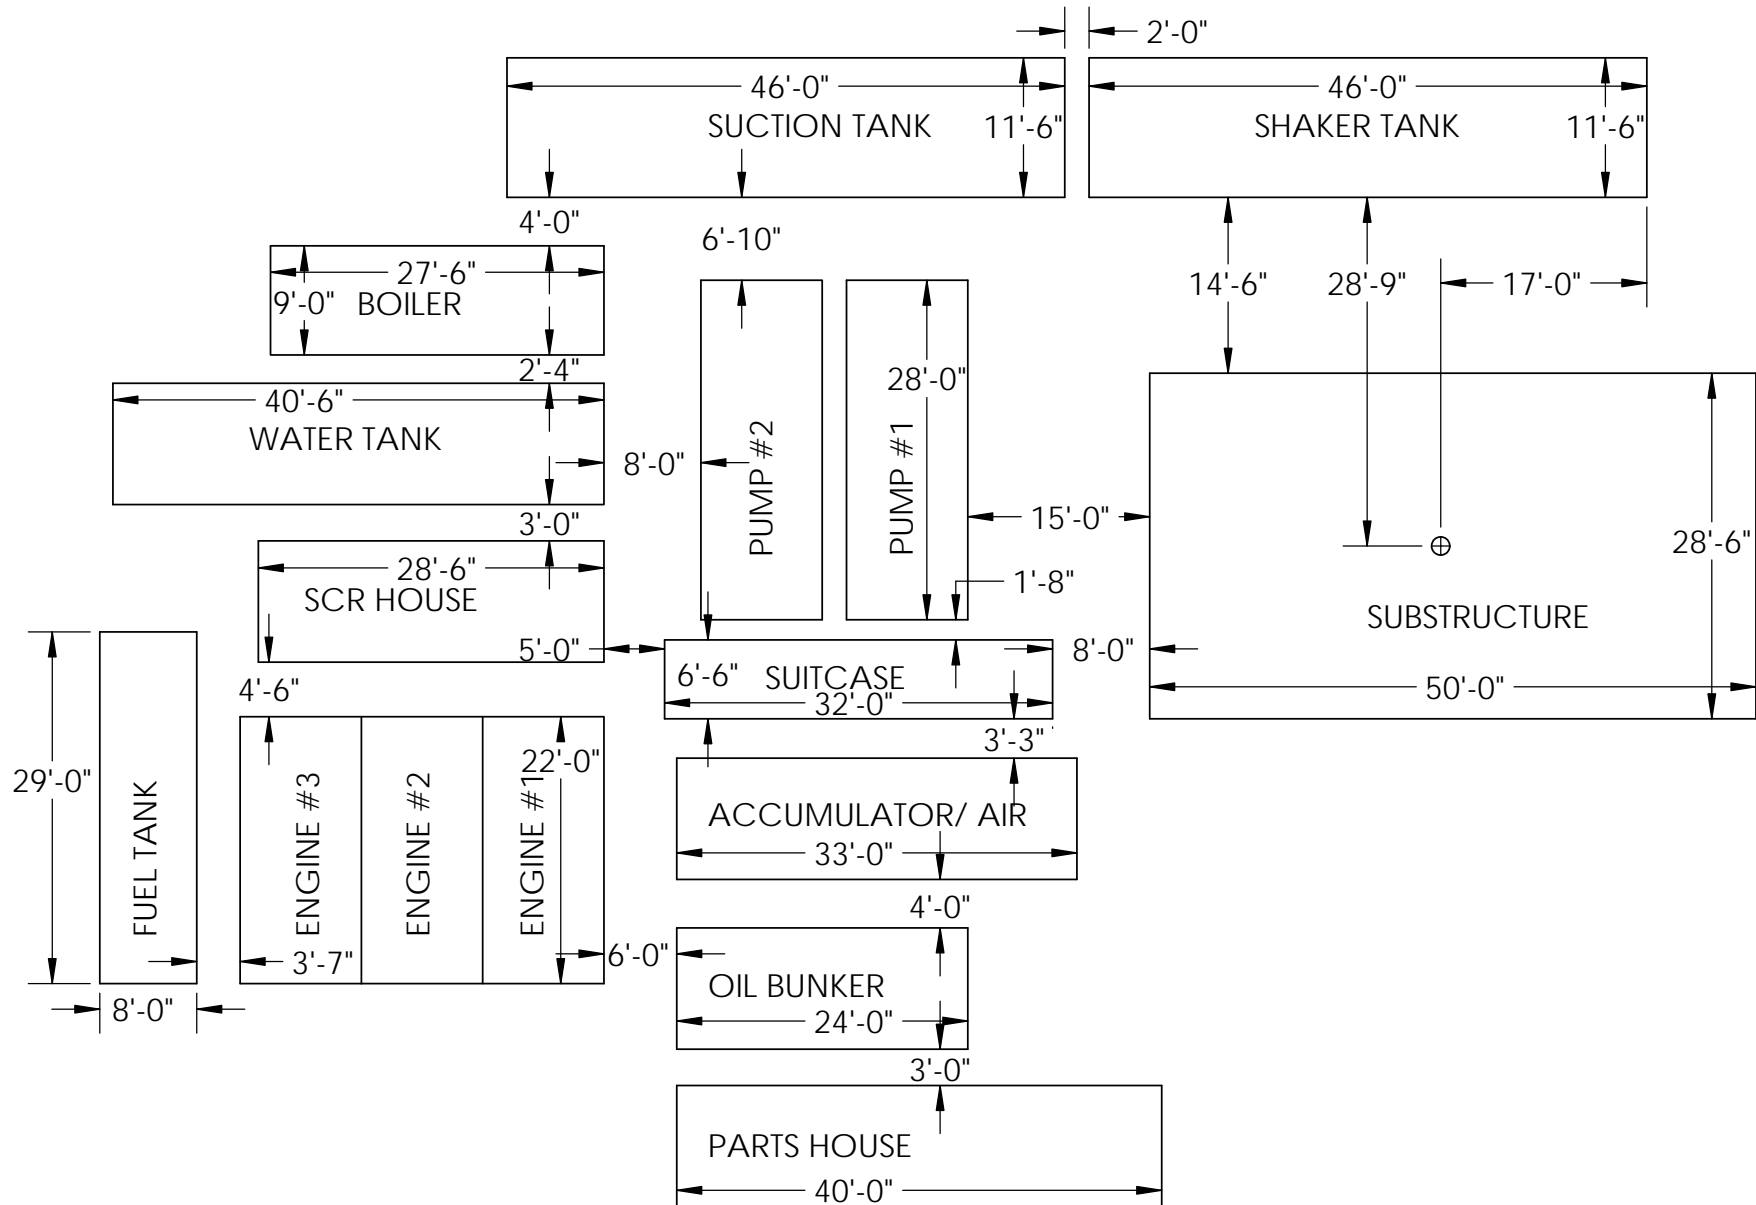 2'-0"
46'-0"
46'-0"
SUCTION TANK
11'-6"
SHAKER TANK
11'-6"
4'-0"
6'-10"
27'-6"
9'-0"
BOILER
14'-6"
28'-9"
17'-0"
2'-4"
40'-6"
28'-0"
WATER TANK
8'-0"
PUMP #2
PUMP #1
3'-0"
15'-0"
28'-6"
28'-6"
SCR HOUSE
1'-8"
SUBSTRUCTURE
5'-0"
8'-0"
4'-6"
6'-6"
SUITCASE
32'-0"
50'-0"
3'-3"
22'-0"
29'-0"
FUEL TANK
ENGINE #3
ENGINE #2
ENGINE #1
ACCUMULATOR/ AIR
33'-0"
4'-0"
3'-7"
6'-0"
8'-0"
OIL BUNKER
24'-0"
3'-0"
PARTS HOUSE
40'-0"